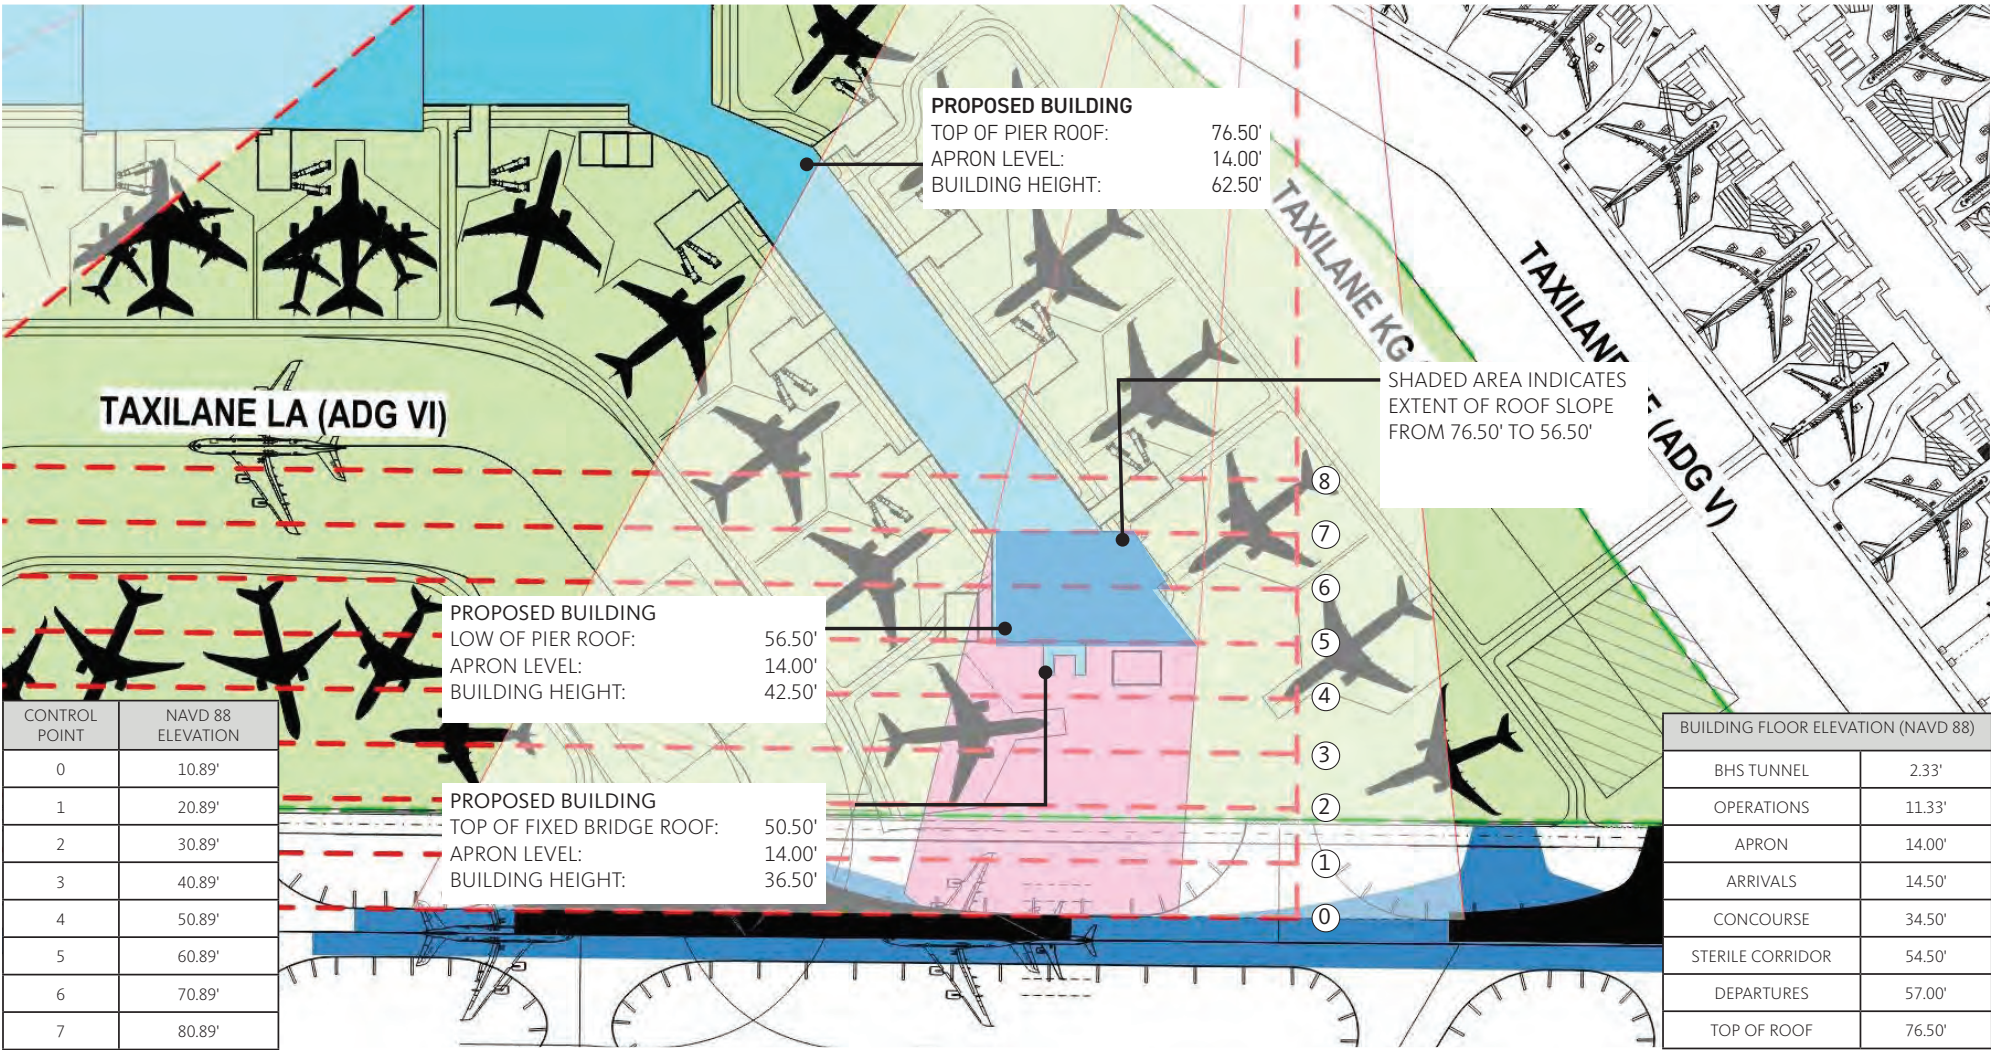 PROPOSED BUILDING
TOP OF PIER ROOF: 76.50'
APRON LEVEL: 14.00'
BUILDING HEIGHT: 62.50'
TAXILANE KG
TAXILANE
E (ADG V)
SHADED AREA INDICATES
EXTENT OF ROOF SLOPE
FROM 76.50' TO 56.50'
TAXILANE LA (ADG VI)
8
7
6
5
4
3
2
1
0
PROPOSED BUILDING
LOW OF PIER ROOF: 56.50'
APRON LEVEL: 14.00'
BUILDING HEIGHT: 42.50'
PROPOSED BUILDING
TOP OF FIXED BRIDGE ROOF: 50.50'
APRON LEVEL: 14.00'
BUILDING HEIGHT: 36.50'
CONTROL POINT NAVD 88 ELEVATION
0 10.89'
1 20.89'
2 30.89'
3 40.89'
4 50.89'
5 60.89'
6 70.89'
7 80.89'
BUILDING FLOOR ELEVATION (NAVD 88)
BHS TUNNEL 2.33'
OPERATIONS 11.33'
APRON 14.00'
ARRIVALS 14.50'
CONCOURSE 34.50'
STERILE CORRIDOR 54.50'
DEPARTURES 57.00'
TOP OF ROOF 76.50'